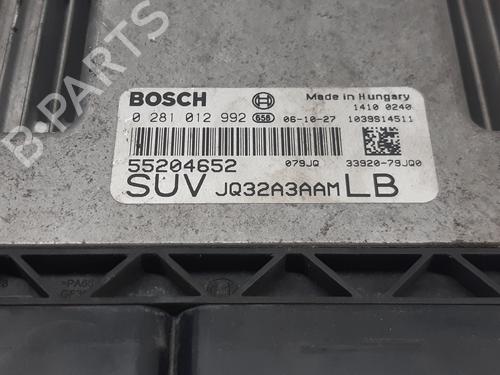 B-PARTS
BOSCH
Made in Hungary
1410 0240
0 281 012 992 658 06-10-27 1039S14511
55204652 079JQ 33920-79JQ0
SUV JQ32A3AAM LB
>PA66